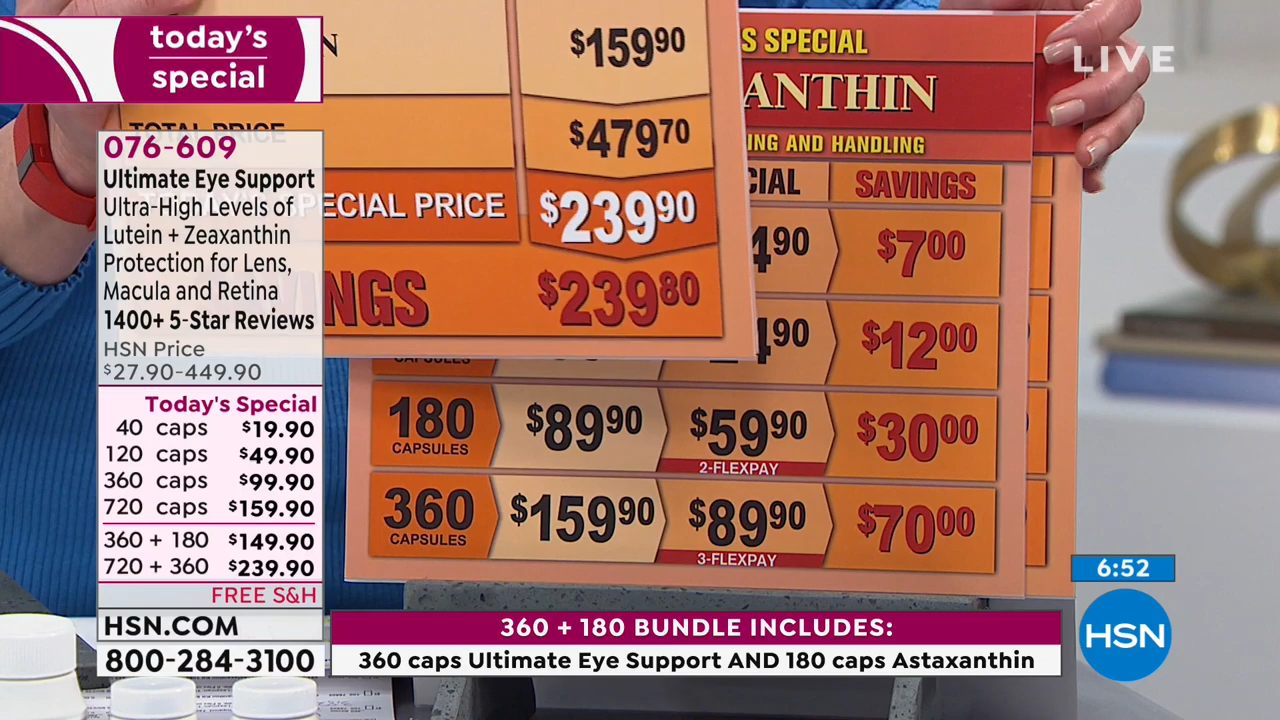 today's
special
076-609
Ultimate Eye Support
Ultra-High Levels of
Lutein + Zeaxanthin
Protection for Lens,
Macula and Retina
1400+ 5-Star Reviews
HSN Price
$27.90-449.90
Today's Special
40 caps $19.90
120 caps $49.90
360 caps $99.90
720 caps $159.90
360 + 180 $149.90
720 + 360 $239.90
FREE S&H
HSN.COM
800-284-3100
N $159.90
TOTAL PRICE $479.70
SPECIAL PRICE $239.90
INGS $239.80
S SPECIAL
ANTHIN
ING AND HANDLING
CIAL SAVINGS
4.90 $7.00
CAPSULES 4.90 $12.00
180 CAPSULES $89.90 $59.90 2-FLEXPAY $30.00
360 CAPSULES $159.90 $89.90 3-FLEXPAY $70.00
LIVE
6:52
HSN
360 + 180 BUNDLE INCLUDES:
360 caps Ultimate Eye Support AND 180 caps Astaxanthin